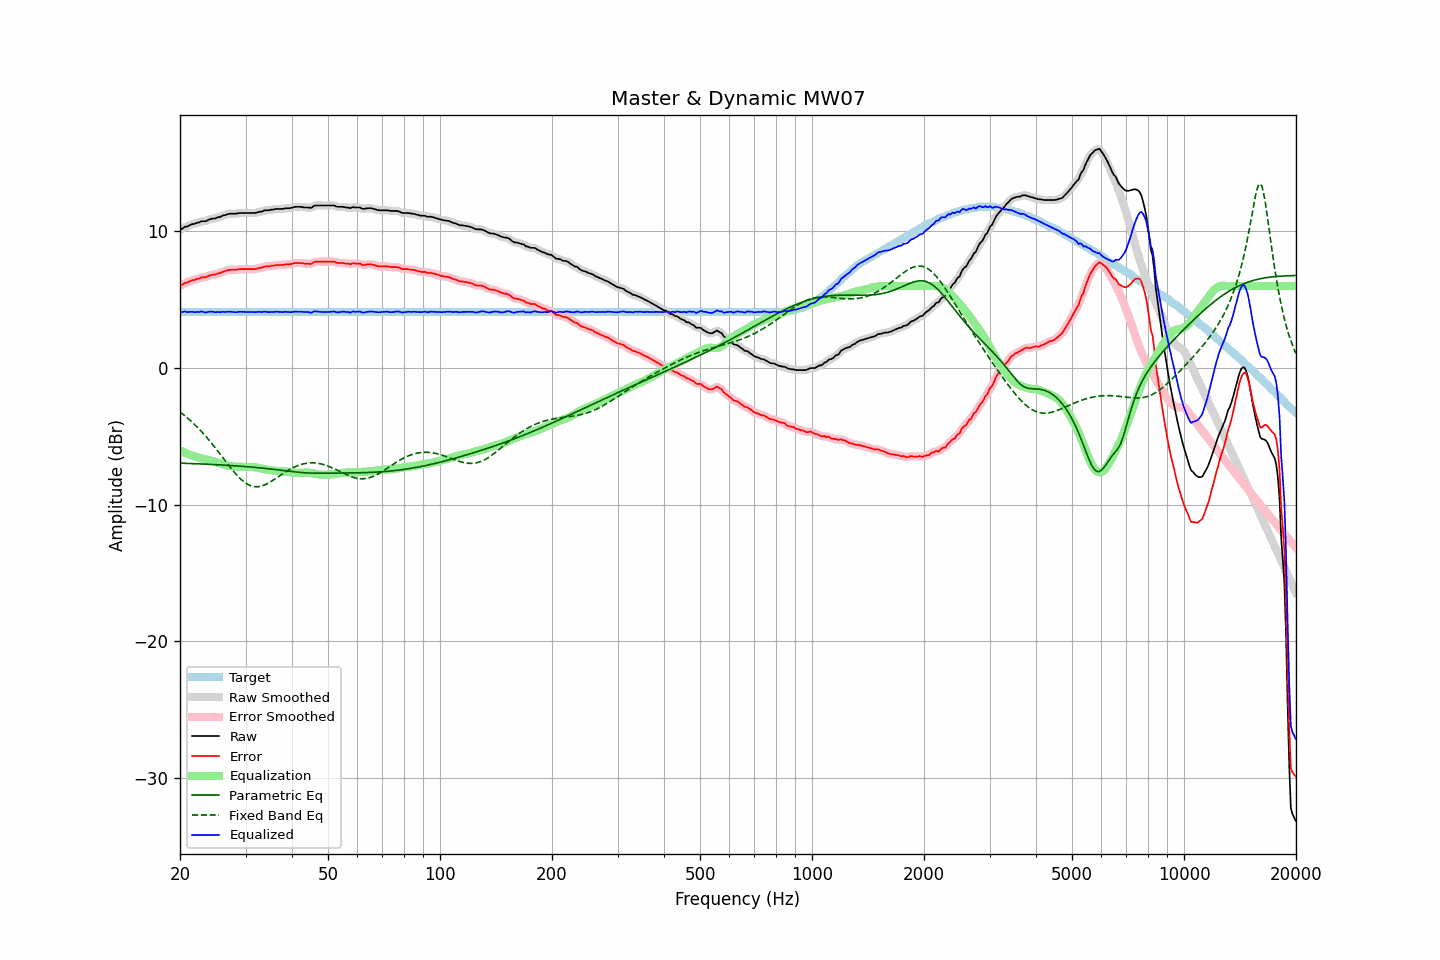 Master & Dynamic MW07
Amplitude (dBr)
10
0
−10
−20
−30
Target
Raw Smoothed
Error Smoothed
Raw
Error
Equalization
Parametric Eq
Fixed Band Eq
Equalized
20 50 100 200 500 1000 2000 5000 10000 20000
Frequency (Hz)